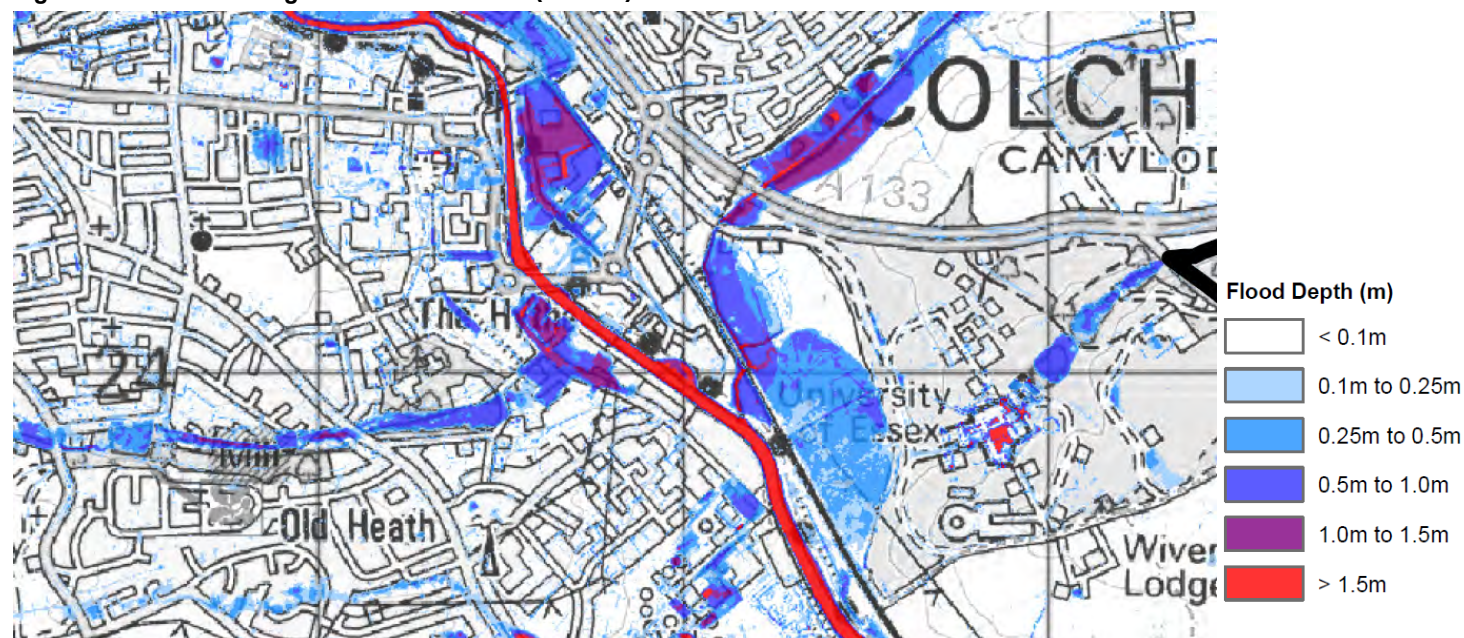 COLCH
CAMVLOD
A 133
The H
24
University
Essex
Old Heath
Wiver
Lodge
Flood Depth (m)
< 0.1m
0.1m to 0.25m
0.25m to 0.5m
0.5m to 1.0m
1.0m to 1.5m
> 1.5m